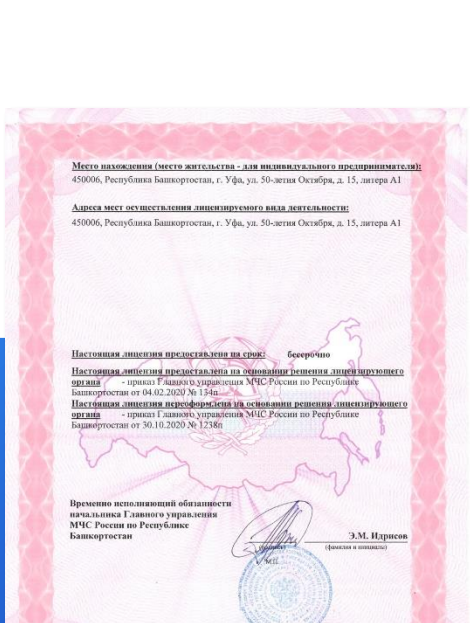 Место нахождения (место жительства - для индивидуального предпринимателя):
450006, Республика Башкортостан, г. Уфа, ул. 50-летия Октября, д. 15, литера А1
Адреса мест осуществления лицензируемого вида деятельности:
450006, Республика Башкортостан, г. Уфа, ул. 50-летия Октября, д. 15, литера А1
Настоящая лицензия предоставлена на срок: бессрочно
Настоящая лицензия предоставлена на основании решения лицензирующего
органа - приказ Главного управления МЧС России по Республике
Башкортостан от 04.02.2020 № 134п
Настоящая лицензия переоформлена на основании решения лицензирующего
органа - приказ Главного управления МЧС России по Республике
Башкортостан от 30.10.2020 № 1238п
Временно исполняющий обязанности
начальника Главного управления
МЧС России по Республике
Башкортостан
Э.М. Идрисов
(подпись) (фамилия и инициалы)
М.П.